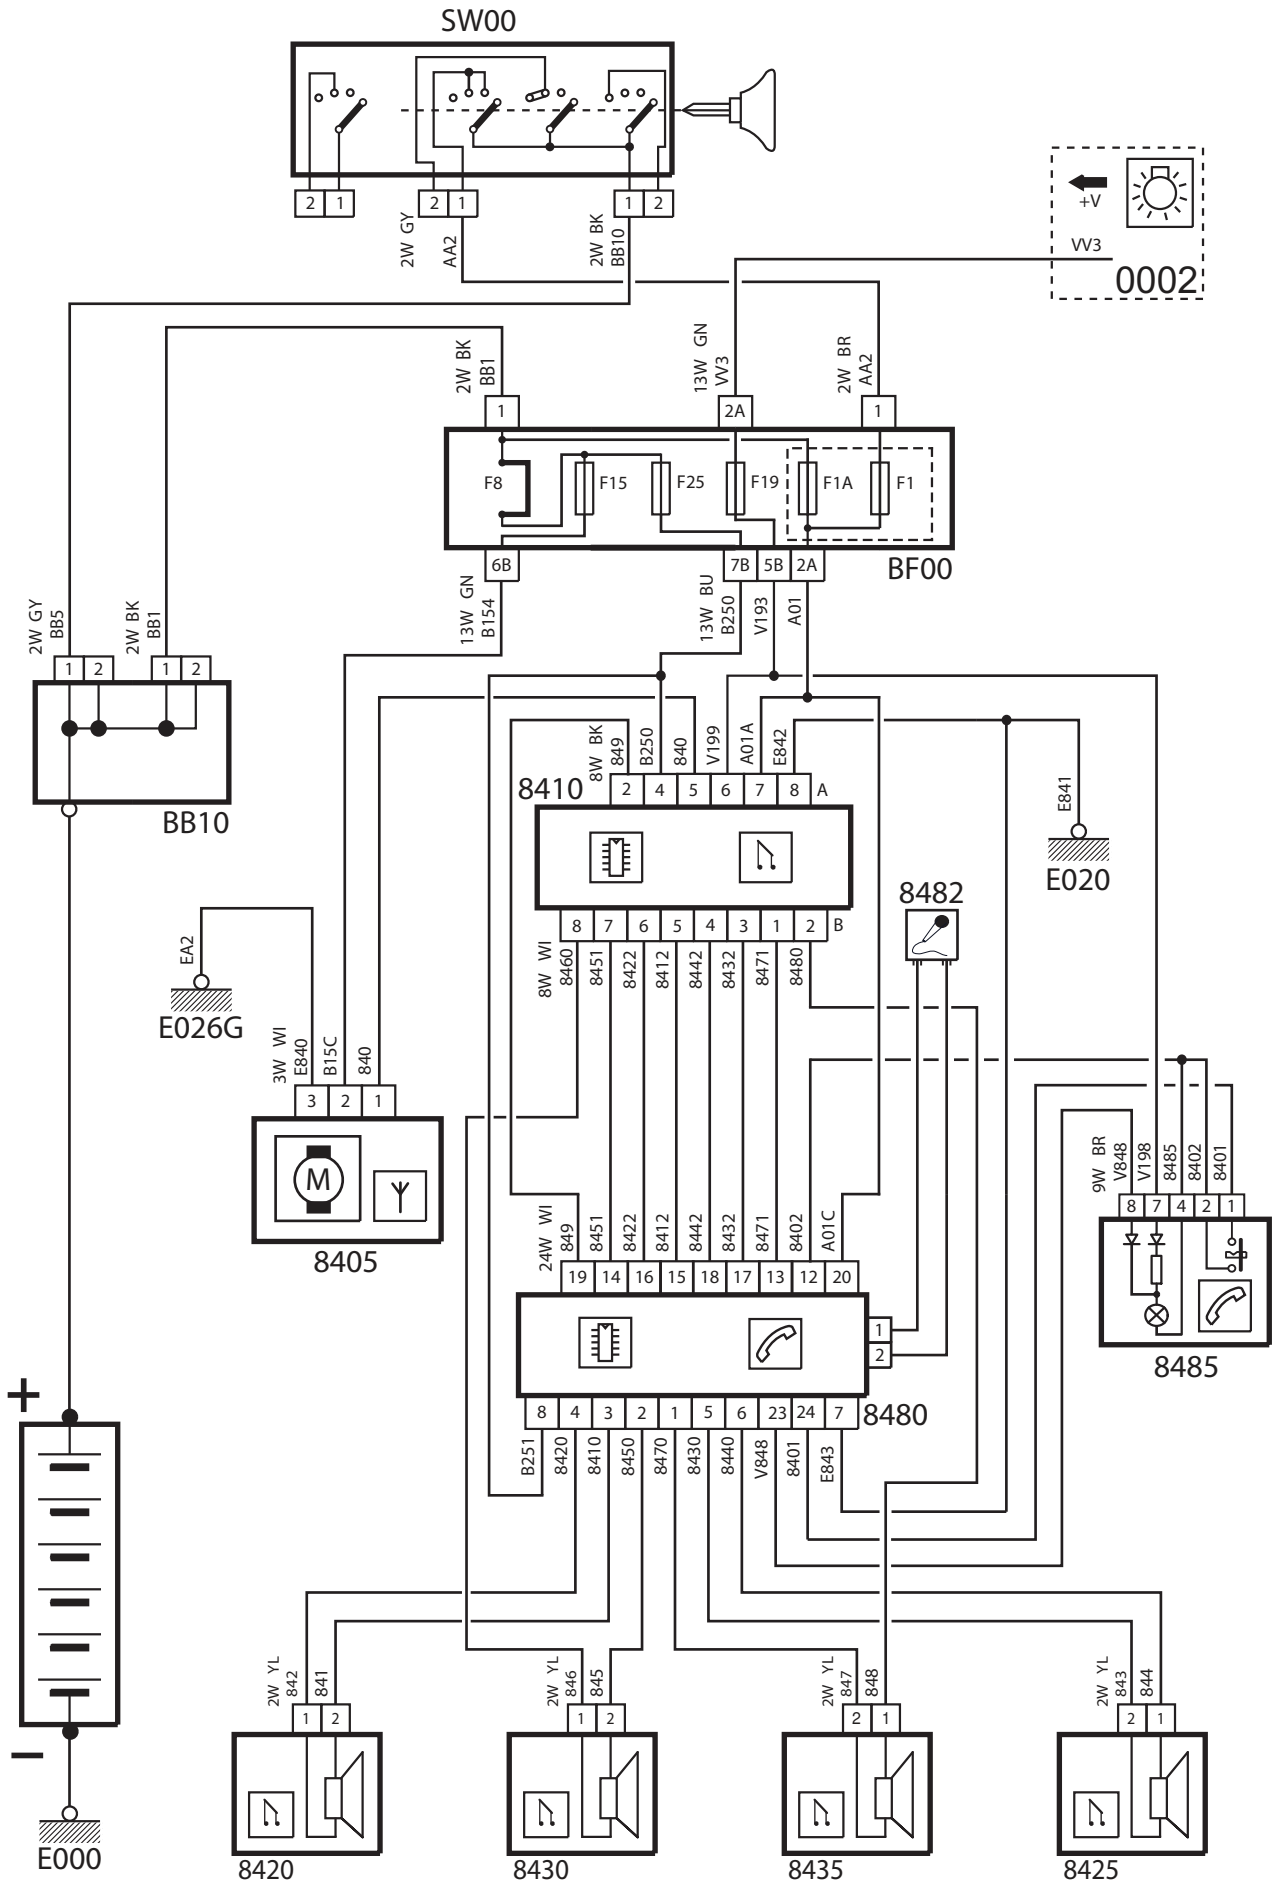 SW00
2 1 2 1 1 2
2W GY
AA2
2W BK
BB10
+V
VV3
0002
2W BK
BB1
13W GN
VV3
2W BR
AA2
1 2A 1
F8 F15 F25 F19 F1A F1
6B 7B 5B 2A
BF00
13W GN
B154
13W BU
B250
V193
A01
2W GY
BB5
2W BK
BB1
1 2 1 2
BB10
8W BK
849
B250
840
V199
A01A
E842
8410
2 4 5 6 7 8 A
E841
E020
8482
8 7 6 5 4 3 1 2 B
8W WI
8460
8451
8422
8412
8442
8432
8471
8480
EA2
E026G
3W WI
E840
B15C
840
3 2 1
M
8405
9W BR
V848
V198
8485
8402
8401
8 7 4 2 1
8485
24W WI
849
8451
8422
8412
8442
8432
8471
8402
A01C
19 14 16 15 18 17 13 12 20
1
2
8 4 3 2 1 5 6 23 24 7
8480
B251
8420
8410
8450
8470
8430
8440
V848
8401
E843
+
−
E000
2W YL
842
841
1 2
8420
2W YL
846
845
1 2
8430
2W YL
847
848
2 1
8435
2W YL
843
844
2 1
8425